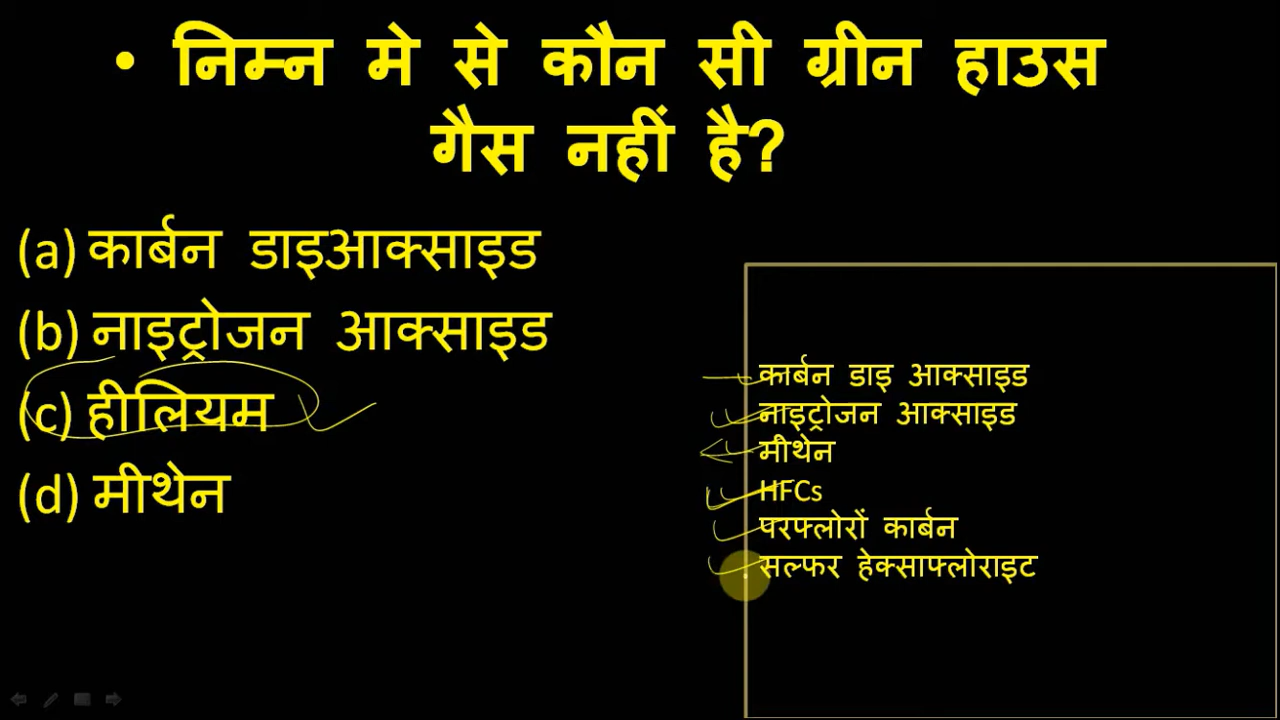 • निम्न मे से कौन सी ग्रीन हाउस
गैस नहीं है?
(a) कार्बन डाइआक्साइड
(b) नाइट्रोजन आक्साइड
(c) हीलियम
(d) मीथेन
कार्बन डाइ आक्साइड
नाइट्रोजन आक्साइड
मीथेन
HFCs
परफ्लोरों कार्बन
सल्फर हेक्साफ्लोराइट